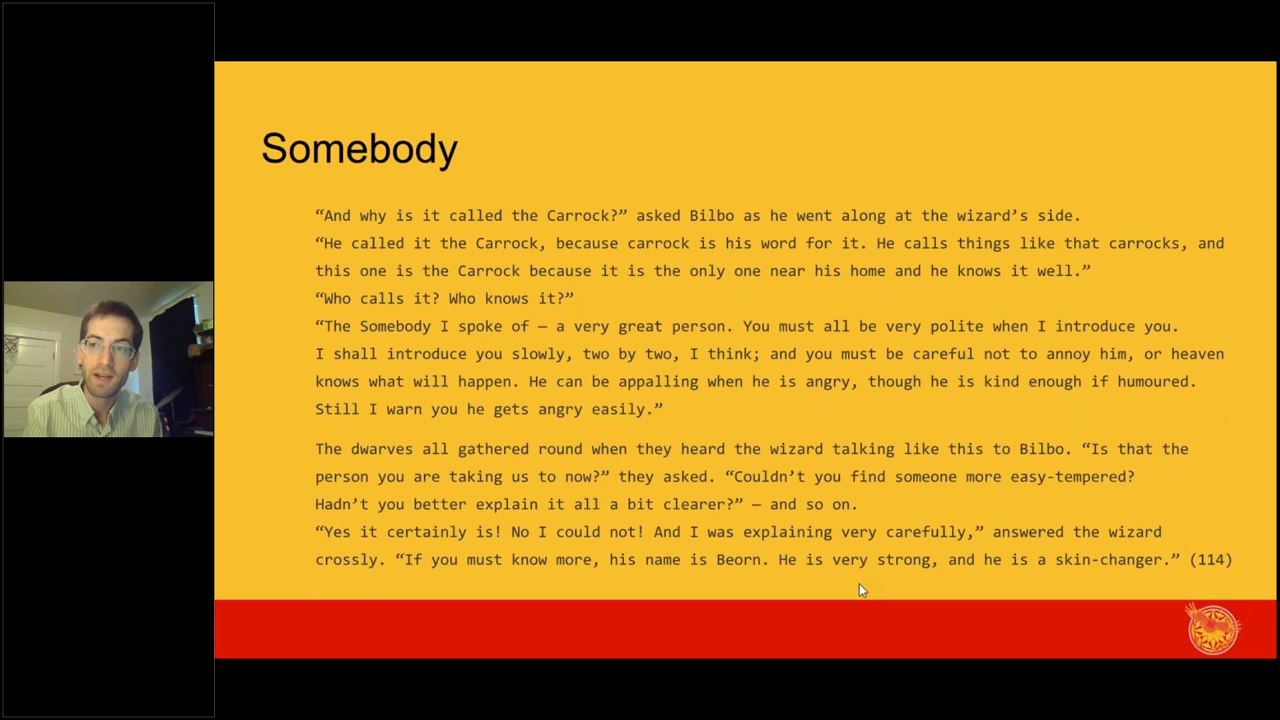 Somebody
“And why is it called the Carrock?” asked Bilbo as he went along at the wizard’s side.
“He called it the Carrock, because carrock is his word for it. He calls things like that carrocks, and
this one is the Carrock because it is the only one near his home and he knows it well.”
“Who calls it? Who knows it?”
“The Somebody I spoke of — a very great person. You must all be very polite when I introduce you.
I shall introduce you slowly, two by two, I think; and you must be careful not to annoy him, or heaven
knows what will happen. He can be appalling when he is angry, though he is kind enough if humoured.
Still I warn you he gets angry easily.”
The dwarves all gathered round when they heard the wizard talking like this to Bilbo. “Is that the
person you are taking us to now?” they asked. “Couldn’t you find someone more easy-tempered?
Hadn’t you better explain it all a bit clearer?” — and so on.
“Yes it certainly is! No I could not! And I was explaining very carefully,” answered the wizard
crossly. “If you must know more, his name is Beorn. He is very strong, and he is a skin-changer.” (114)